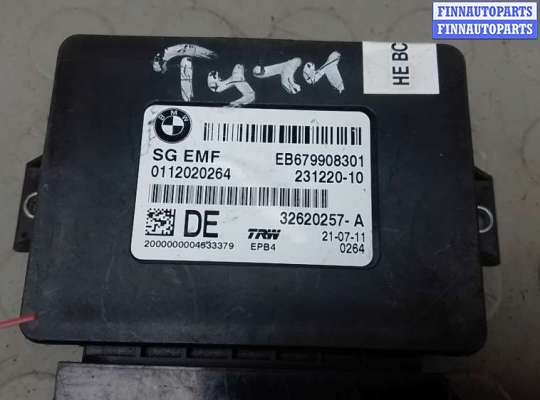 FINNAUTOPARTS
FINNAUTOPARTS
HE BC
BMW
SG EMF EB679908301
0112020264 231220-10
DE 32620257- A
TRW 21-07-11
2000000004633379 EPB4 0264